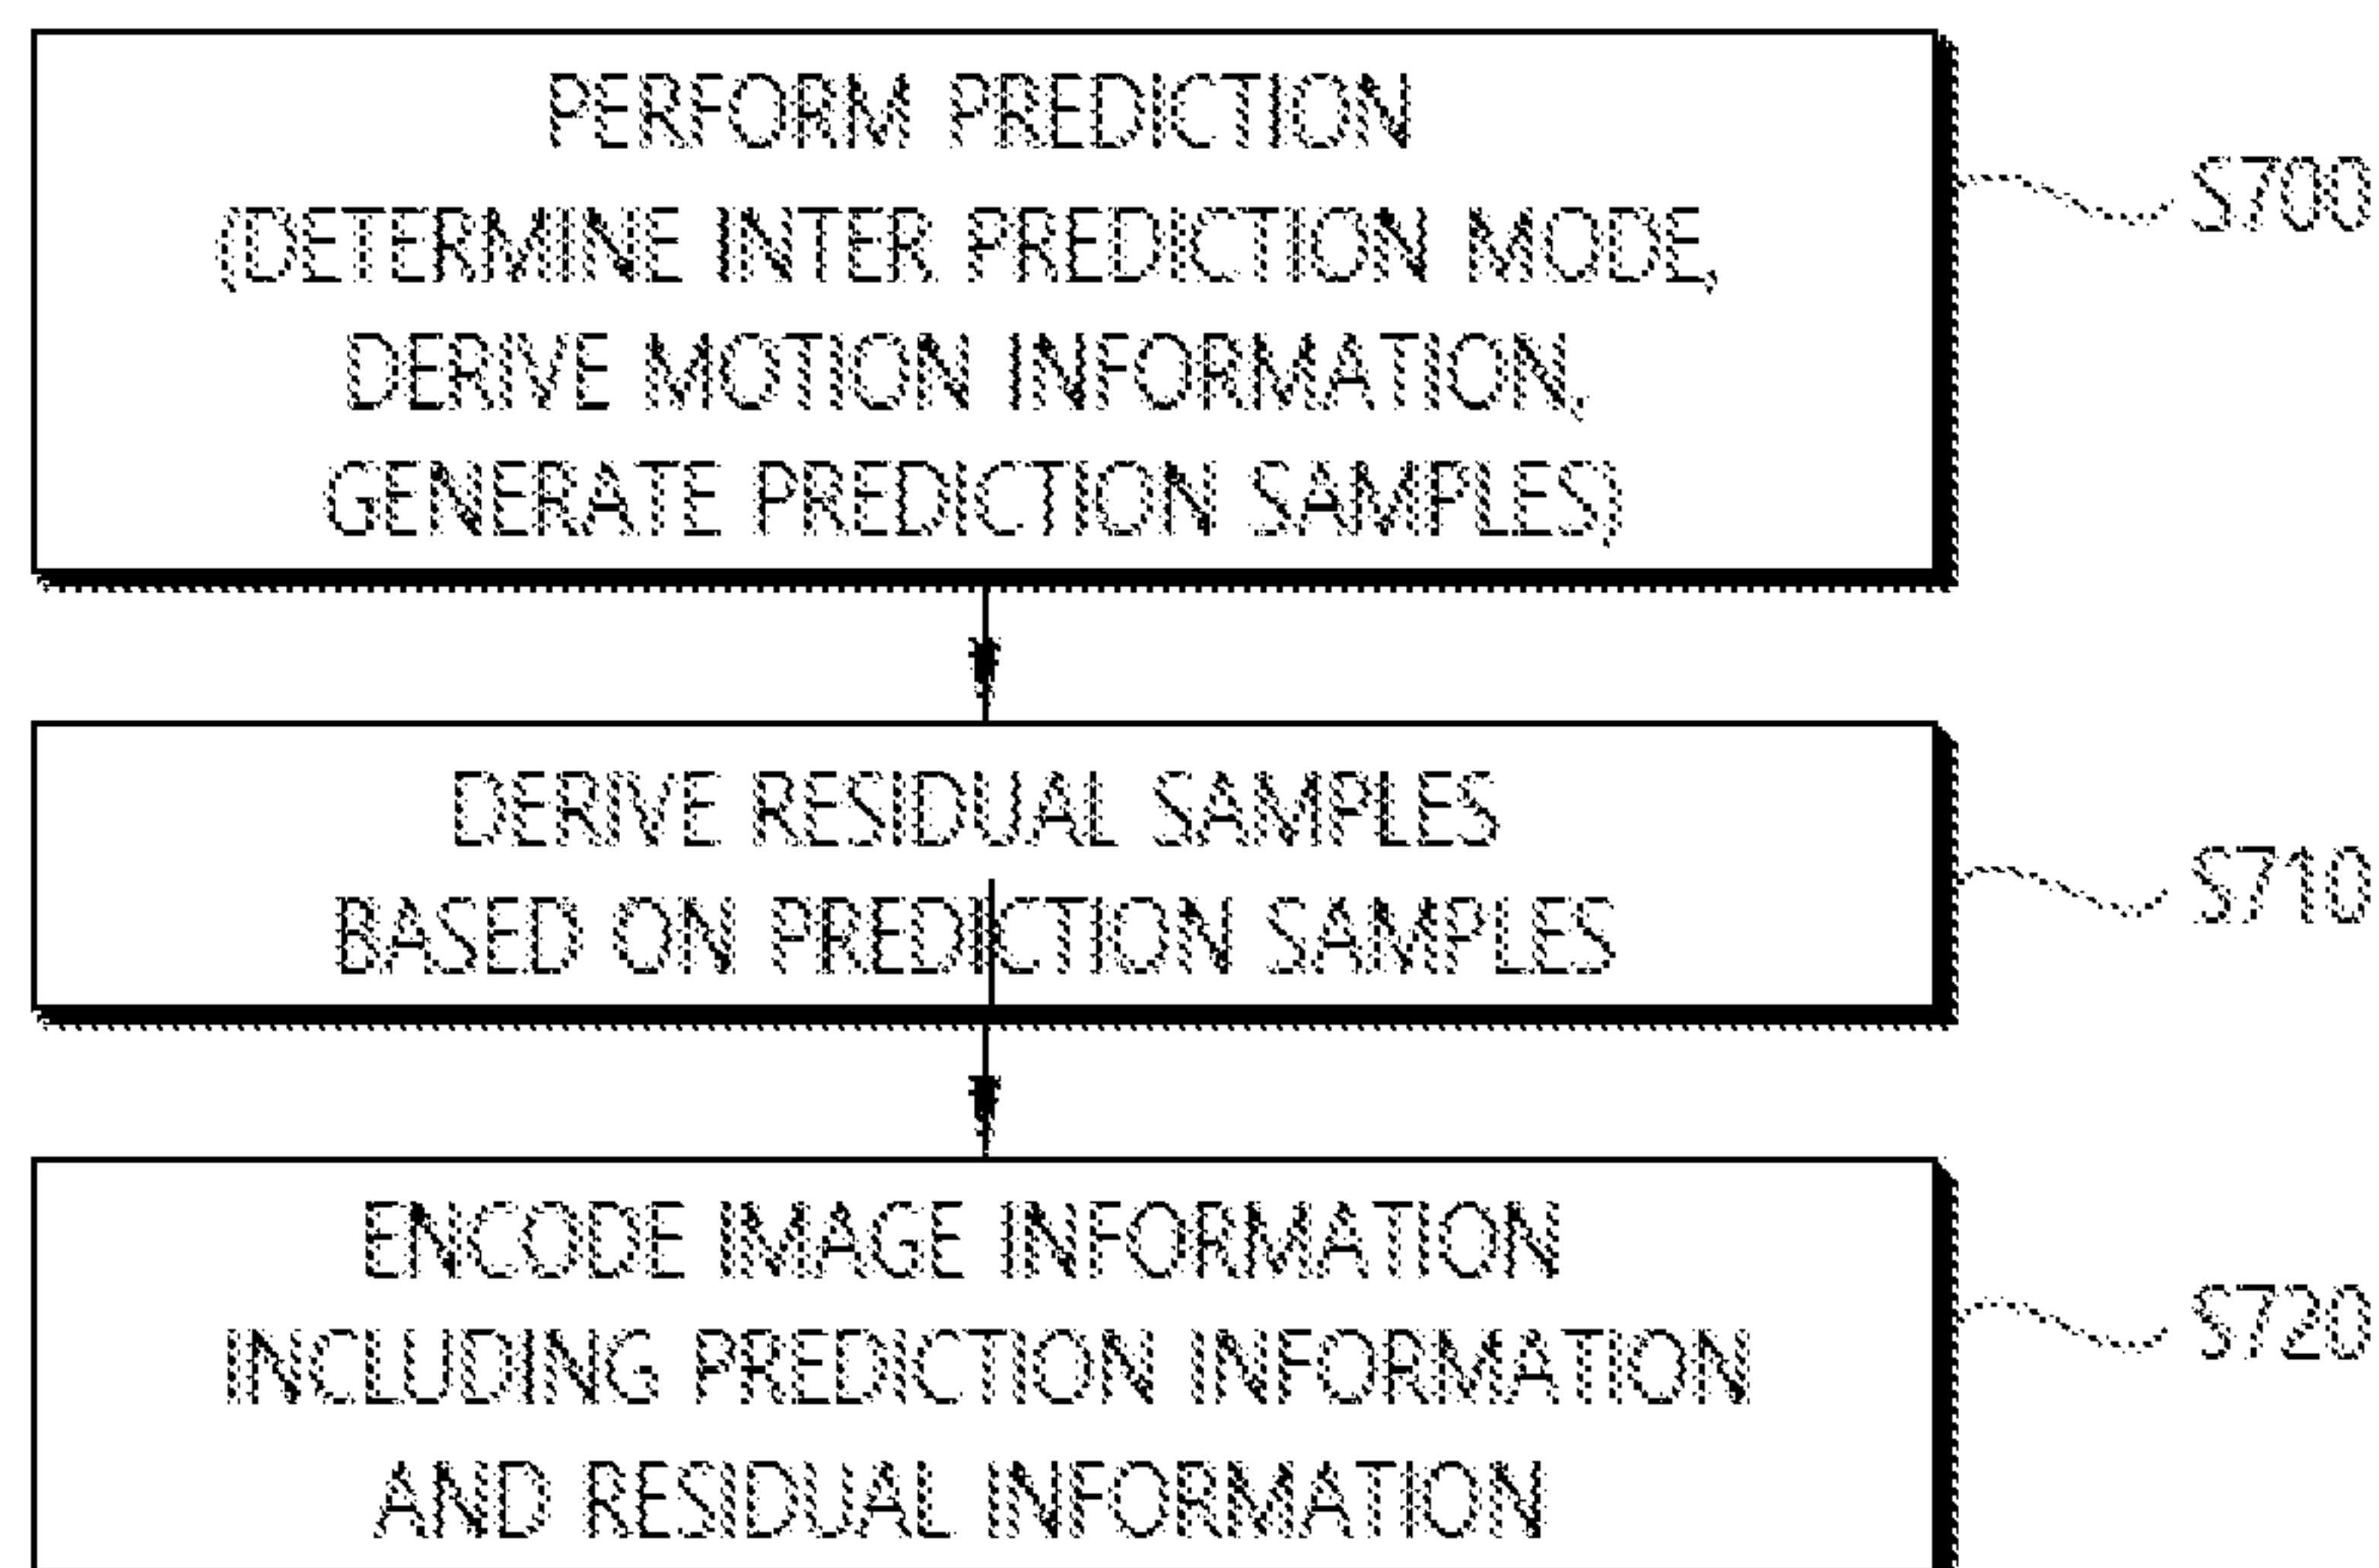 PERFORM PREDICTION
(DETERMINE INTER PREDICTION MODE,
DERIVE MOTION INFORMATION,
GENERATE PREDICTION SAMPLES)
S700
DERIVE RESIDUAL SAMPLES
BASED ON PREDICTION SAMPLES
S710
ENCODE IMAGE INFORMATION
INCLUDING PREDICTION INFORMATION
AND RESIDUAL INFORMATION
S720